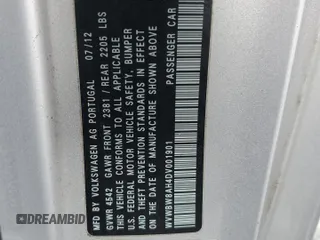 MFD BY VOLKSWAGEN AG PORTUGAL 07/12
GVWR 4542 GAWR FRONT 2381 / REAR 2205 LBS
THIS VEHICLE CONFORMS TO ALL APPLICABLE
U.S. FEDERAL MOTOR VEHICLE SAFETY, BUMPER
AND THEFT PREVENTION STANDARDS IN EFFECT
ON THE DATE OF MANUFACTURE SHOWN ABOVE.
WVWBW8AH4DV001901 PASSENGER CAR
© DREAMBID